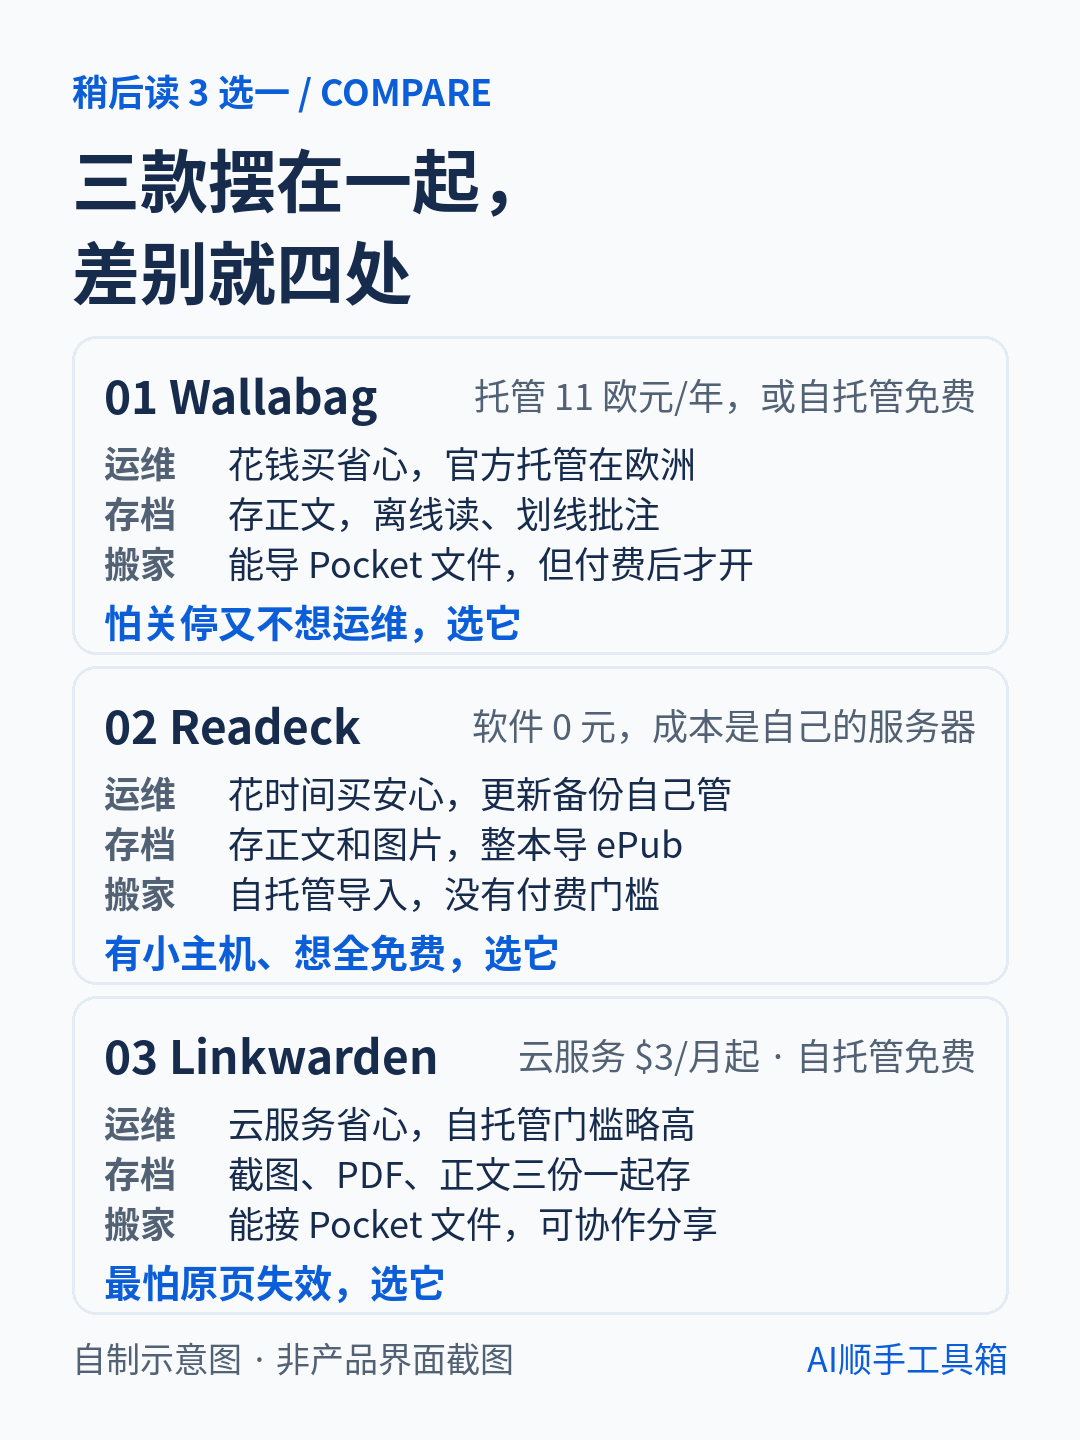 稍后读 3 选一 / COMPARE
三款摆在一起，
差别就四处
01 Wallabag 托管 11 欧元/年，或自托管免费
运维 花钱买省心，官方托管在欧洲
存档 存正文，离线读、划线批注
搬家 能导 Pocket 文件，但付费后才开
怕关停又不想运维，选它
02 Readeck 软件 0 元，成本是自己的服务器
运维 花时间买安心，更新备份自己管
存档 存正文和图片，整本导 ePub
搬家 自托管导入，没有付费门槛
有小主机、想全免费，选它
03 Linkwarden 云服务 $3/月起 · 自托管免费
运维 云服务省心，自托管门槛略高
存档 截图、PDF、正文三份一起存
搬家 能接 Pocket 文件，可协作分享
最怕原页失效，选它
自制示意图 · 非产品界面截图 AI顺手工具箱